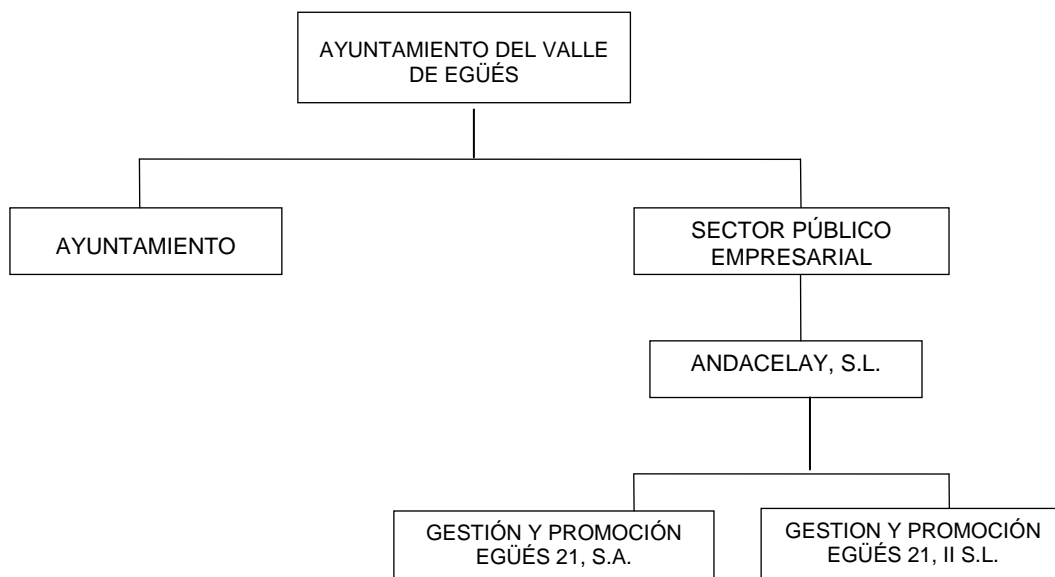 AYUNTAMIENTO DEL VALLE
DE EGÜÉS
AYUNTAMIENTO
SECTOR PÚBLICO
EMPRESARIAL
ANDACELAY, S.L.
GESTIÓN Y PROMOCIÓN
EGÜÉS 21, S.A.
GESTION Y PROMOCIÓN
EGÜÉS 21, II S.L.